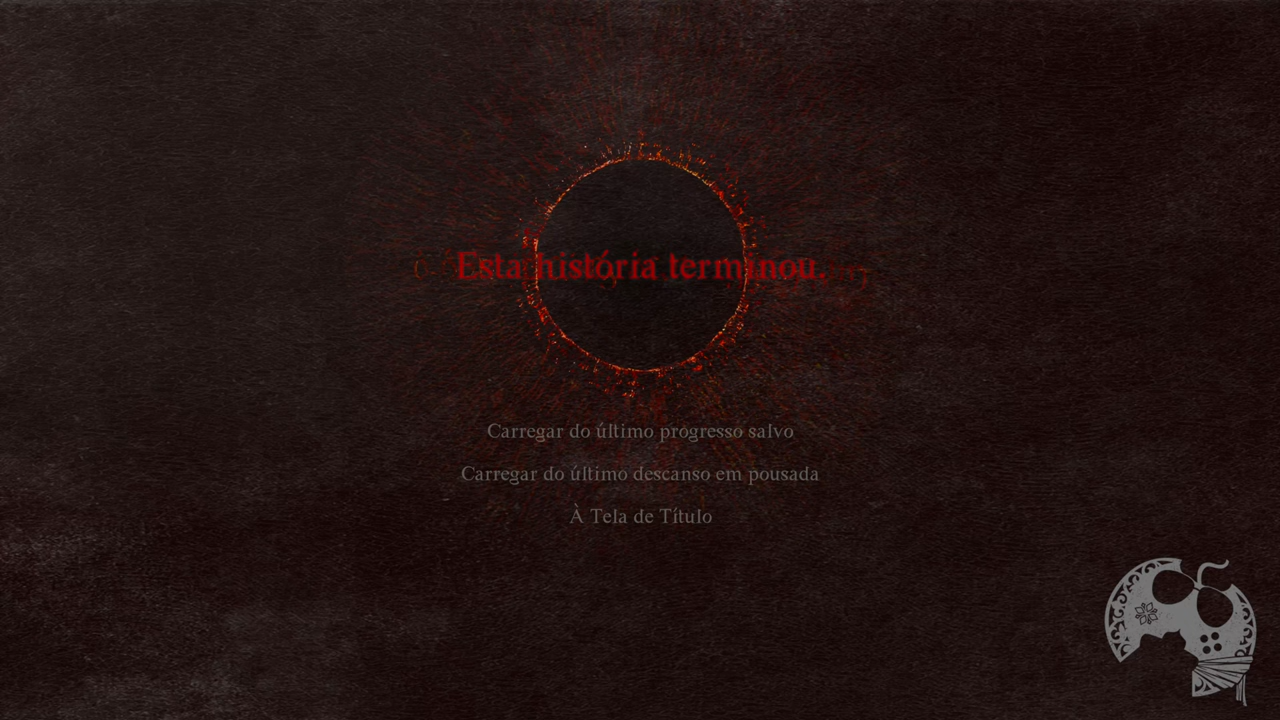 Esta história terminou.
Carregar do último progresso salvo
Carregar do último descanso em pousada
À Tela de Título